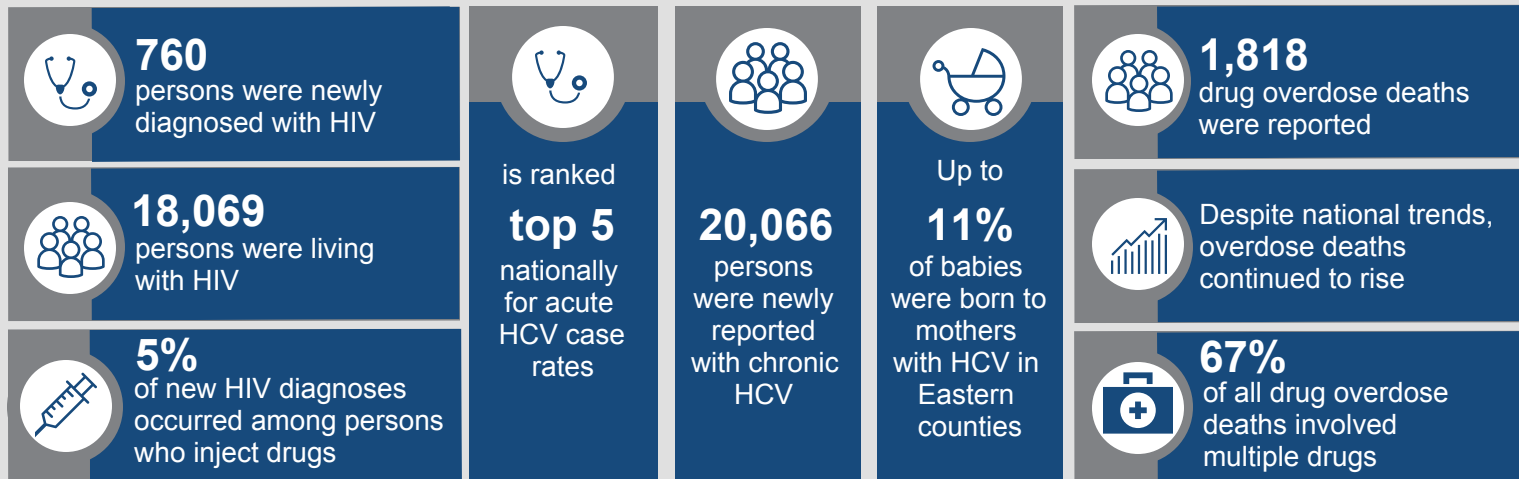 760
persons were newly
diagnosed with HIV
18,069
persons were living
with HIV
5%
of new HIV diagnoses
occurred among persons
who inject drugs
is ranked
top 5
nationally
for acute
HCV case
rates
20,066
persons
were newly
reported
with chronic
HCV
Up to
11%
of babies
were born to
mothers
with HCV in
Eastern
counties
1,818
drug overdose deaths
were reported
Despite national trends,
overdose deaths
continued to rise
67%
of all drug overdose
deaths involved
multiple drugs